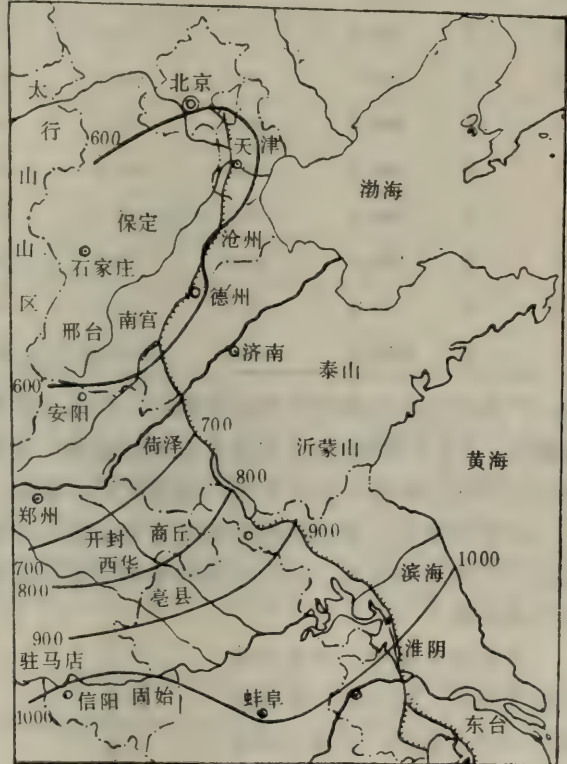 北京
太行山山区
600
天津
渤海
保定
沧州
石家庄
南宫
德州
邢台
济南
600
安阳
泰山
700
菏泽
沂蒙山
黄海
800
郑州
开封
商丘
900
西华
700
800
滨海
1000
亳县
900
驻马店
淮阴
信阳
固始
蚌阜
1000
东台